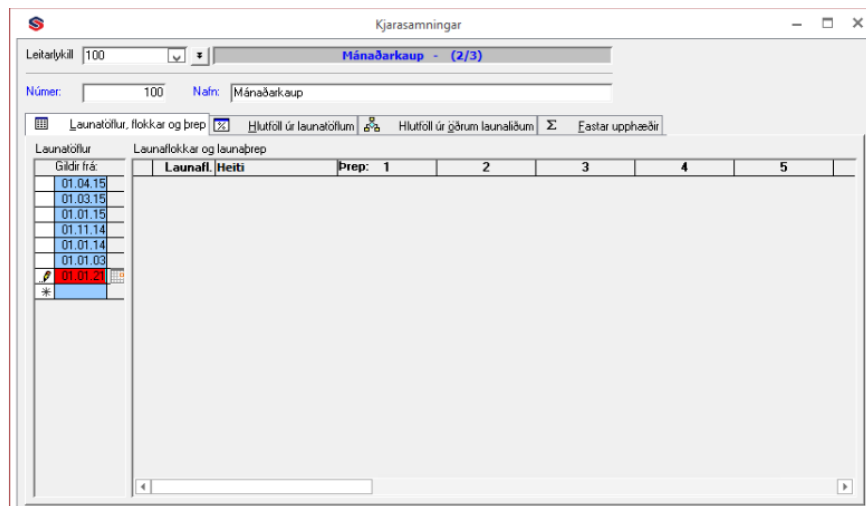 Kjarasamningar
Leitarlykill 100 Mánaðarkaup - (2/3)
Númer: 100 Nafn: Mánaðarkaup
Launatöflur, flokkar og þrep Hlutföll úr launatöflum Hlutföll úr öðrum launaliðum Σ Fastar upphæðir
Launatöflur Launaflokkar og launaþrep
Gildir frá: Launafl. Heiti Þrep: 1 2 3 4 5
01.04.15
01.03.15
01.01.15
01.11.14
01.01.14
01.01.03
01.01.21